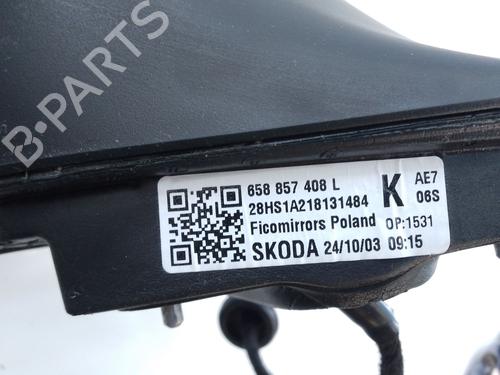 B-PARTS
658 857 408 L
28HS1A218131484
Ficomirrors Poland
SKODA 24/10/03 09:15
K
AE7
06S
OP:1531